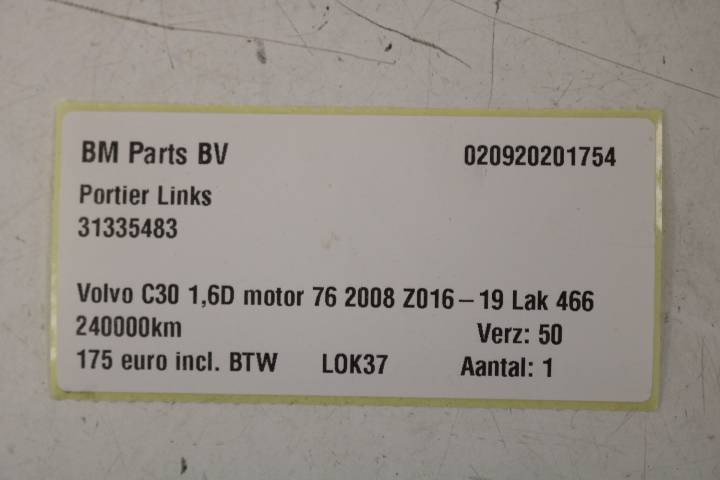 BM Parts BV 020920201754
Portier Links
31335483
Volvo C30 1,6D motor 76 2008 Z016–19 Lak 466
240000km Verz: 50
175 euro incl. BTW LOK37 Aantal: 1